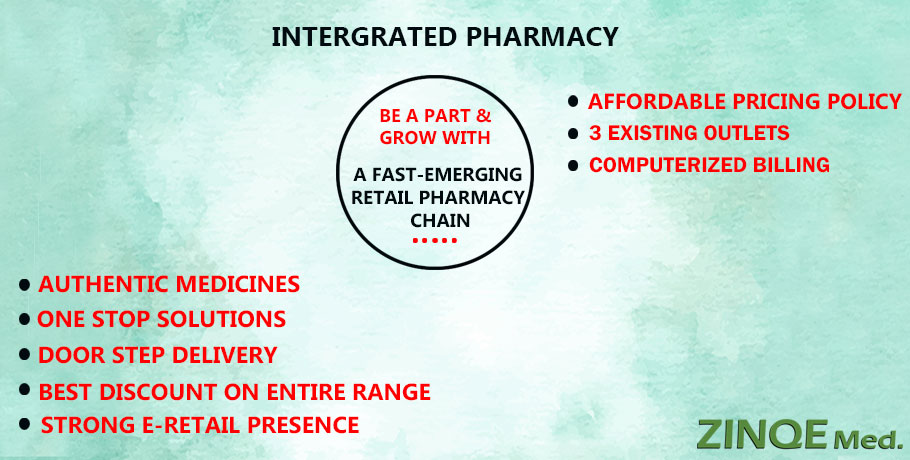 INTERGRATED PHARMACY
BE A PART &
GROW WITH
A FAST-EMERGING
RETAIL PHARMACY
CHAIN
• AFFORDABLE PRICING POLICY
• 3 EXISTING OUTLETS
• COMPUTERIZED BILLING
• AUTHENTIC MEDICINES
• ONE STOP SOLUTIONS
• DOOR STEP DELIVERY
• BEST DISCOUNT ON ENTIRE RANGE
• STRONG E-RETAIL PRESENCE
ZINQE Med.